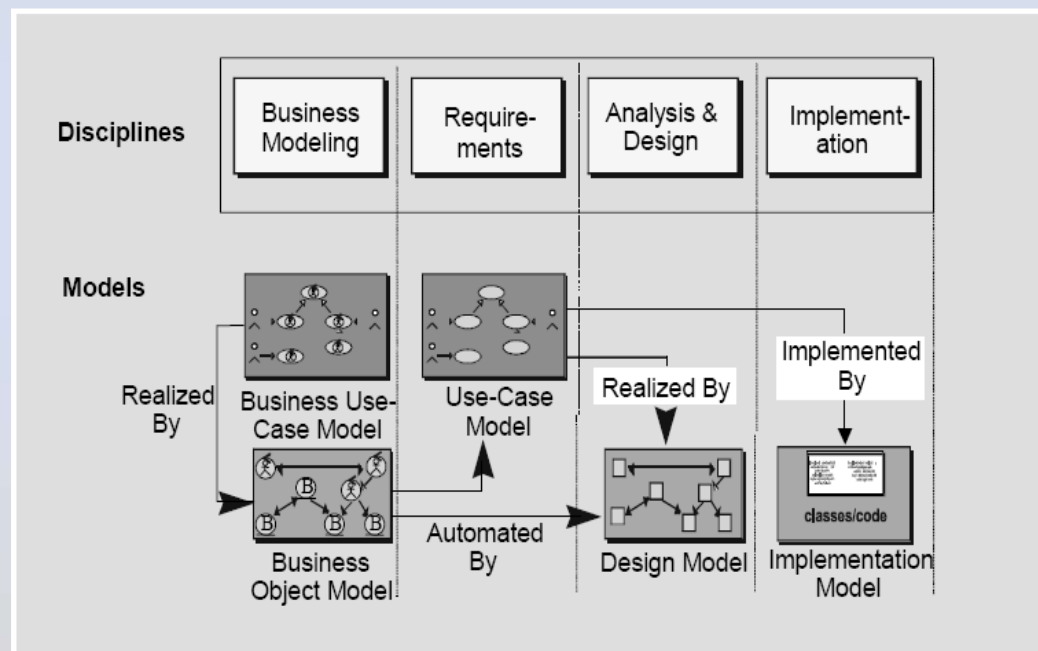 Disciplines
Business
Modeling
Require-
ments
Analysis &
Design
Implement-
ation
Models
Realized
By
Business Use-
Case Model
Use-Case
Model
Realized By
Implemented
By
B
B
B
B
Business
Object Model
Automated
By
Design Model
classes/code
Implementation
Model